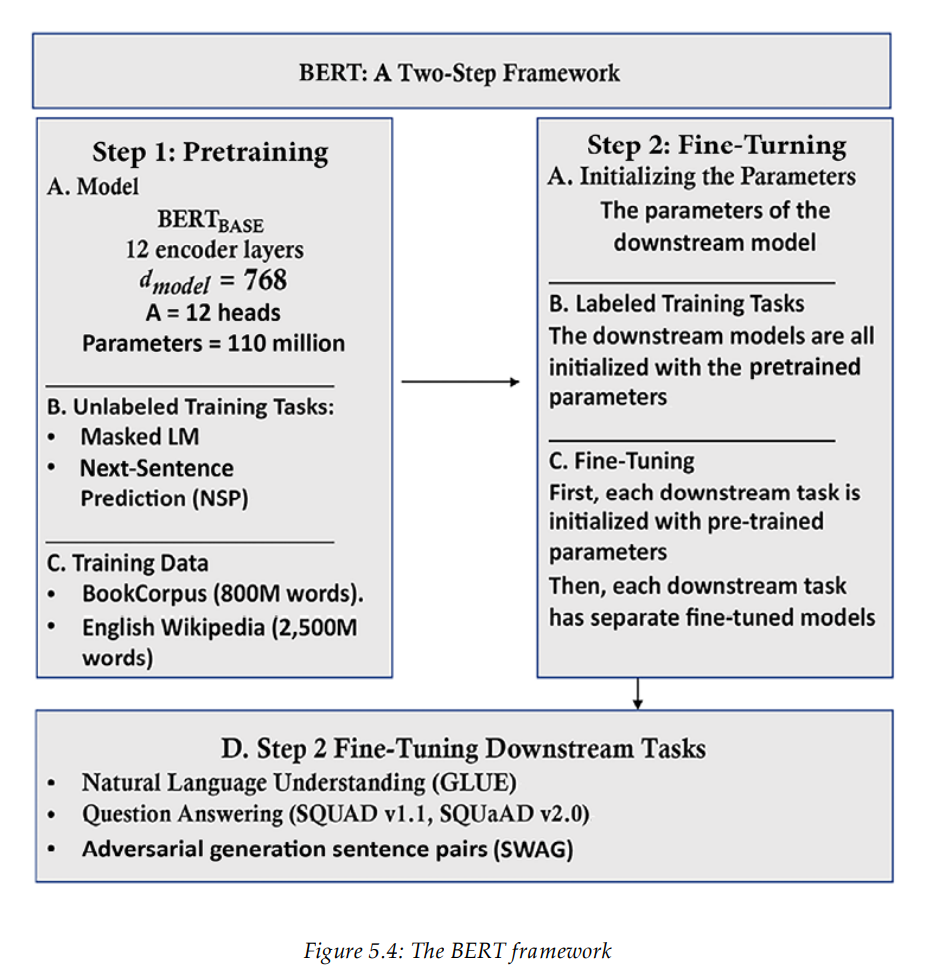 BERT: A Two-Step Framework
Step 1: Pretraining
A. Model
BERT_BASE
12 encoder layers
d_model = 768
A = 12 heads
Parameters = 110 million
B. Unlabeled Training Tasks:
• Masked LM
• Next-Sentence
Prediction (NSP)
C. Training Data
• BookCorpus (800M words).
• English Wikipedia (2,500M
words)
Step 2: Fine-Turning
A. Initializing the Parameters
The parameters of the
downstream model
B. Labeled Training Tasks
The downstream models are all
initialized with the pretrained
parameters
C. Fine-Tuning
First, each downstream task is
initialized with pre-trained
parameters
Then, each downstream task
has separate fine-tuned models
D. Step 2 Fine-Tuning Downstream Tasks
• Natural Language Understanding (GLUE)
• Question Answering (SQUAD v1.1, SQUaAD v2.0)
• Adversarial generation sentence pairs (SWAG)
Figure 5.4: The BERT framework